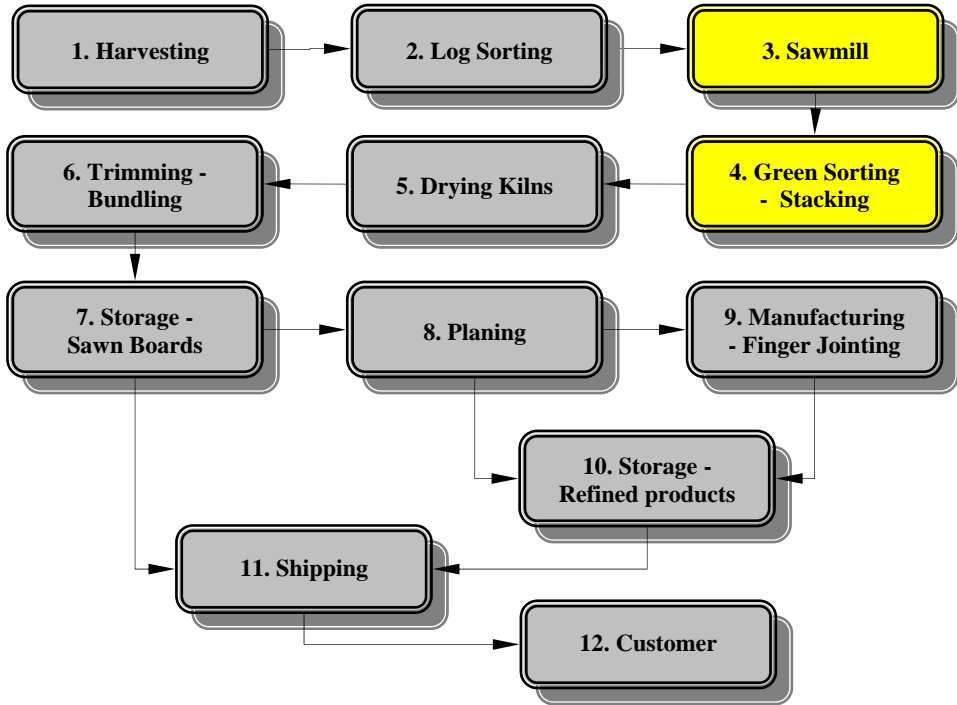 1. Harvesting
2. Log Sorting
3. Sawmill
6. Trimming -
Bundling
5. Drying Kilns
4. Green Sorting
- Stacking
7. Storage -
Sawn Boards
8. Planing
9. Manufacturing
- Finger Jointing
10. Storage -
Refined products
11. Shipping
12. Customer